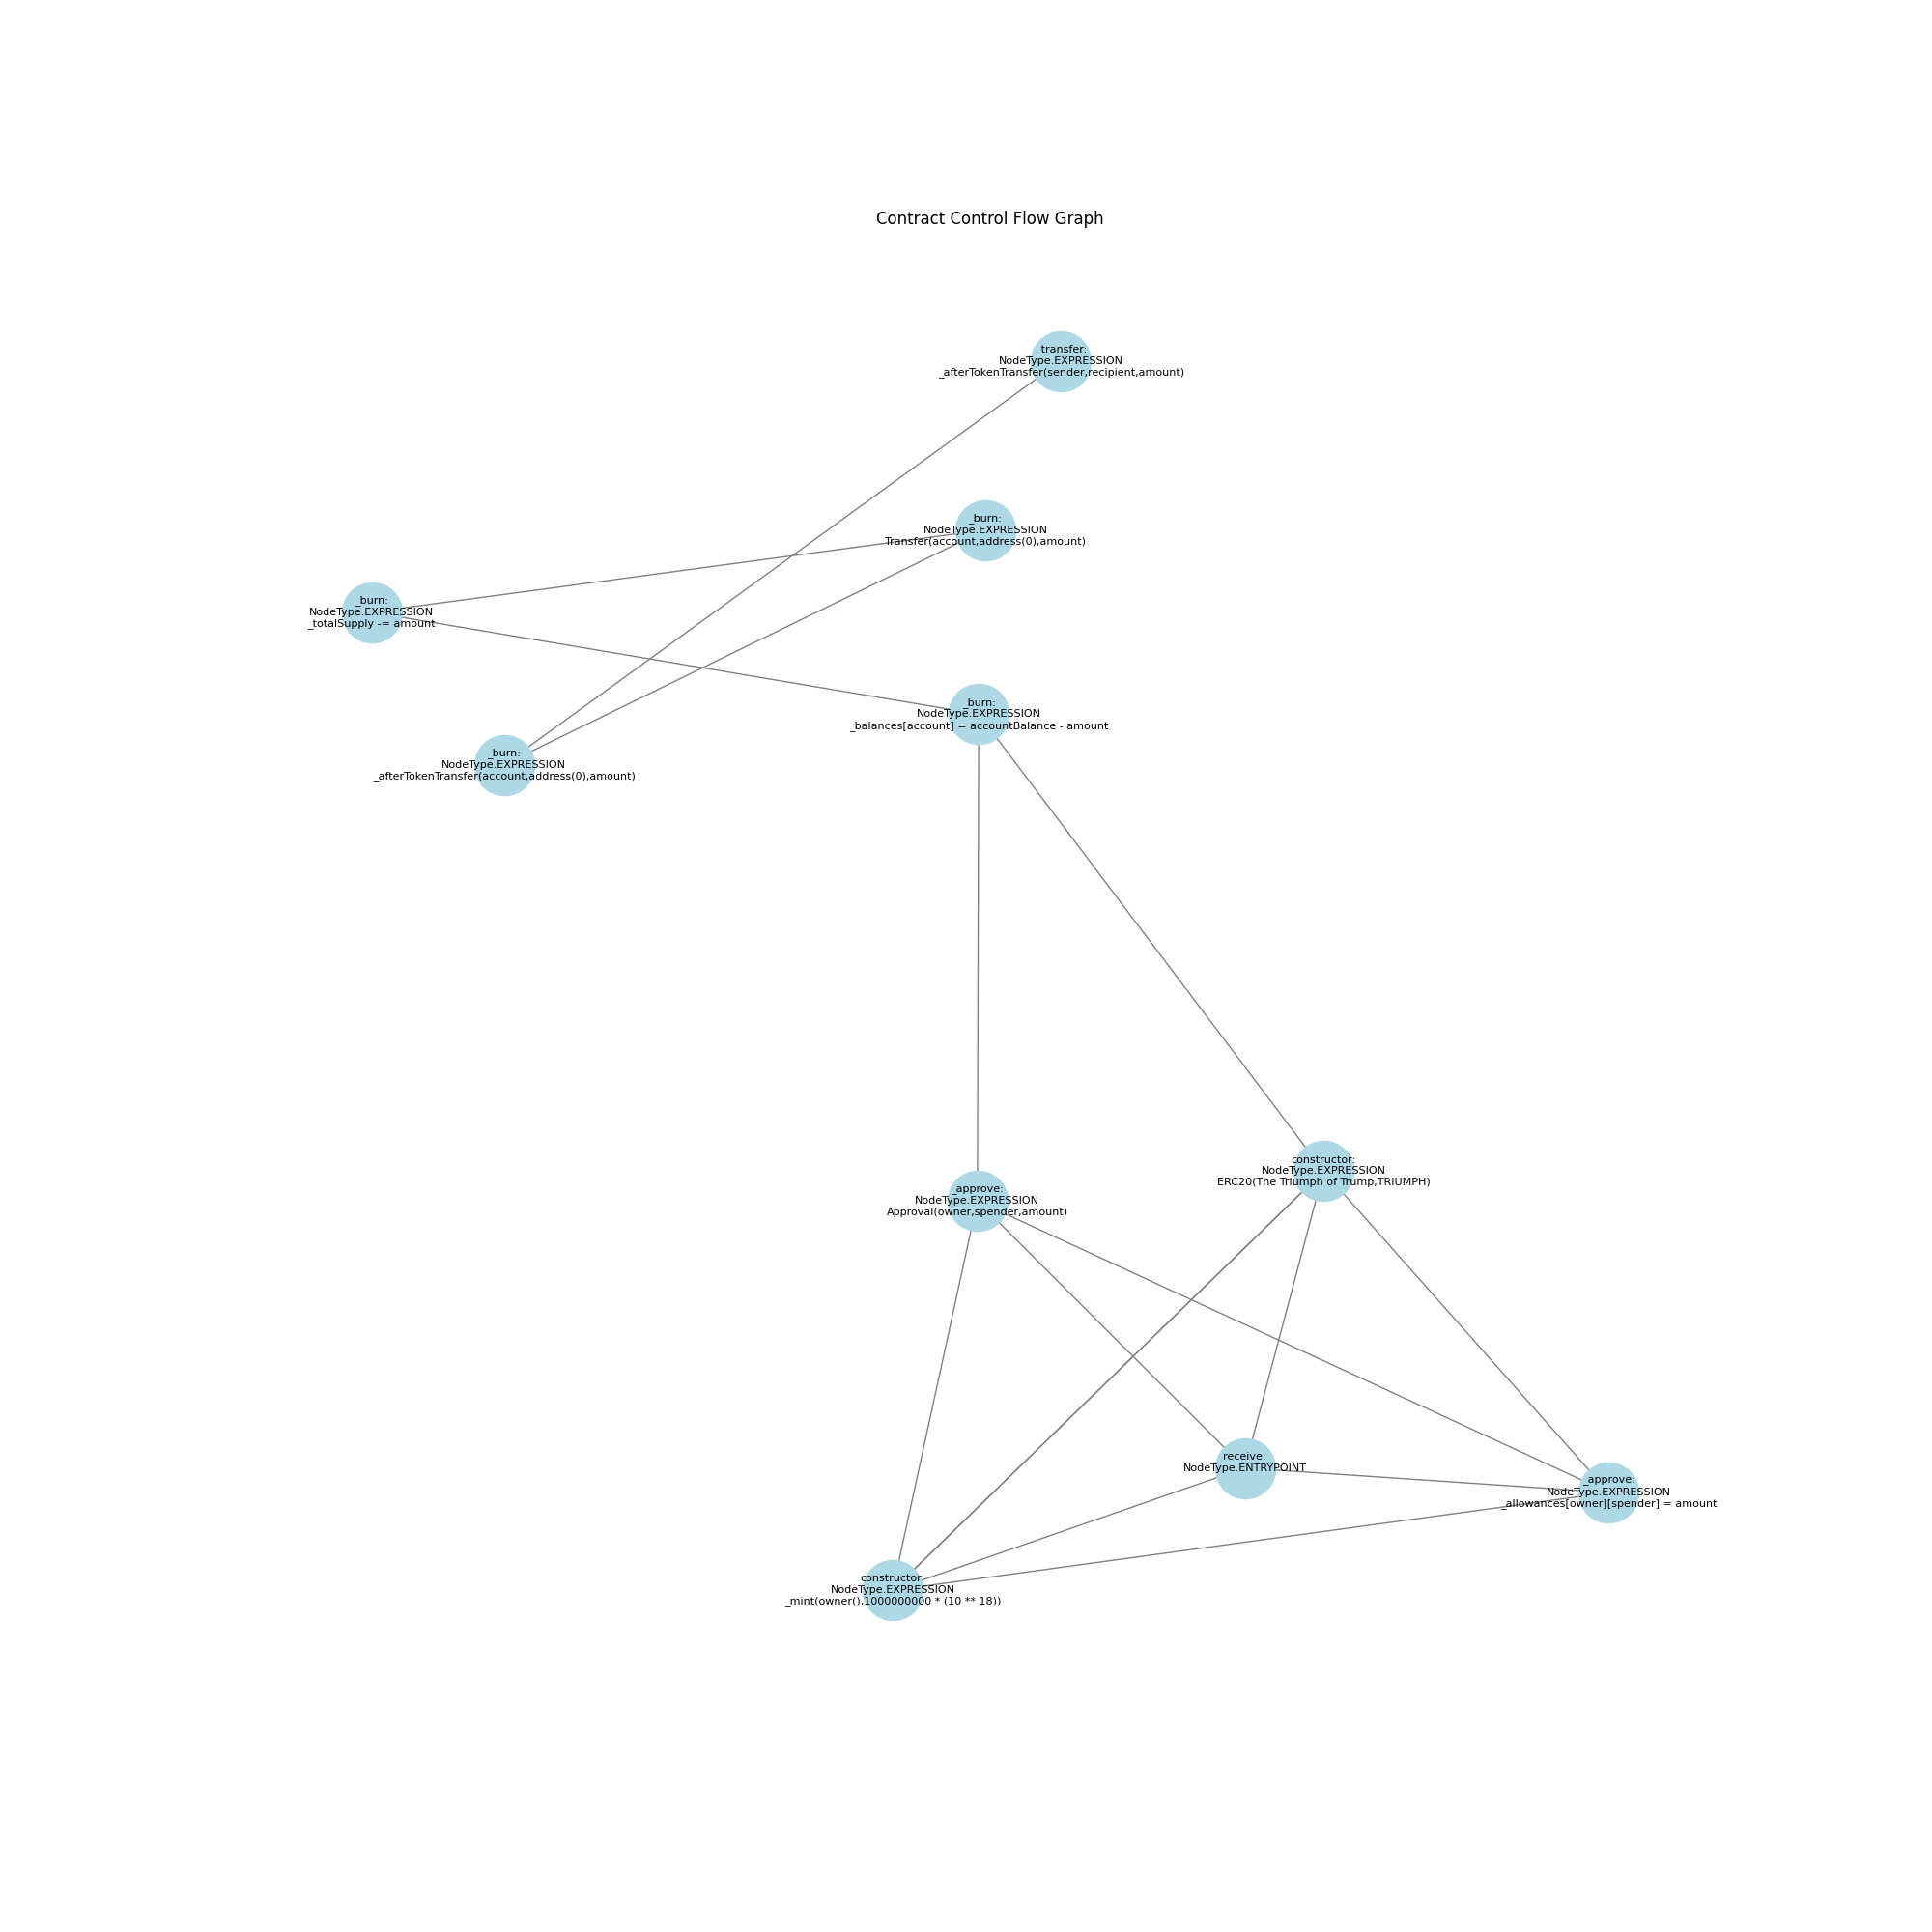 Contract Control Flow Graph
_transfer:
NodeType.EXPRESSION
_afterTokenTransfer(sender,recipient,amount)
_burn:
NodeType.EXPRESSION
Transfer(account,address(0),amount)
_burn:
NodeType.EXPRESSION
_totalSupply -= amount
_burn:
NodeType.EXPRESSION
_balances[account] = accountBalance - amount
_burn:
NodeType.EXPRESSION
_afterTokenTransfer(account,address(0),amount)
constructor:
NodeType.EXPRESSION
ERC20(The Triumph of Trump,TRIUMPH)
_approve:
NodeType.EXPRESSION
Approval(owner,spender,amount)
receive:
NodeType.ENTRYPOINT
_approve:
NodeType.EXPRESSION
_allowances[owner][spender] = amount
constructor:
NodeType.EXPRESSION
_mint(owner(),1000000000 * (10 ** 18))